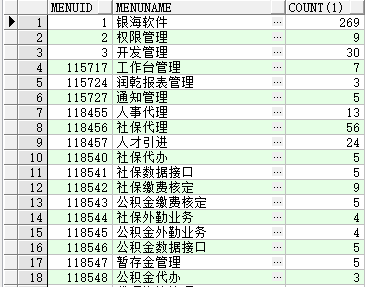 MENUID MENUNAME COUNT(1)
1 1 银海软件 ... 269
2 2 权限管理 ... 9
3 3 开发管理 ... 30
4 115717 工作台管理 ... 7
5 115724 润乾报表管理 ... 3
6 115727 通知管理 ... 5
7 118455 人事代理 ... 13
8 118456 社保代理 ... 56
9 118457 人才引进 ... 24
10 118540 社保代办 ... 5
11 118541 社保数据接口 ... 5
12 118542 社保缴费核定 ... 9
13 118543 公积金缴费核定 ... 5
14 118544 社保外勤业务 ... 4
15 118545 公积金外勤业务 ... 4
16 118546 公积金数据接口 ... 5
17 118547 暂存金管理 ... 5
18 118548 公积金代办 ... 3